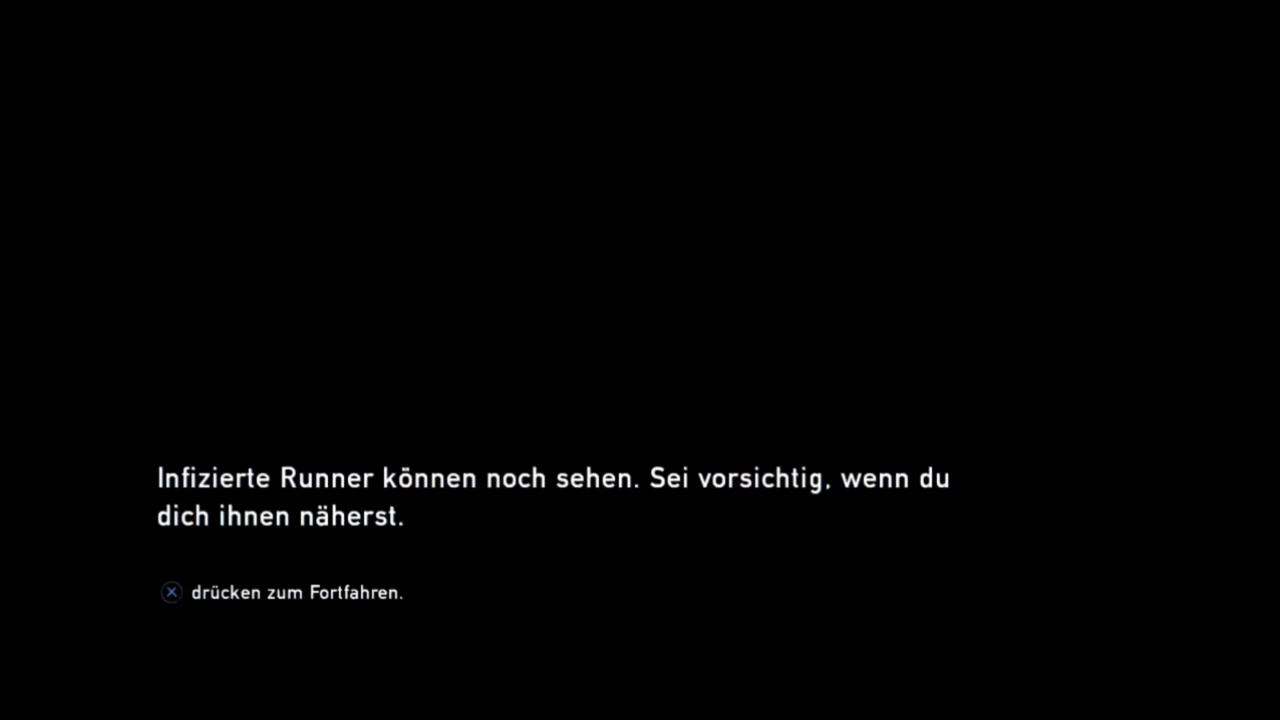 Infizierte Runner können noch sehen. Sei vorsichtig, wenn du
dich ihnen näherst.
drücken zum Fortfahren.